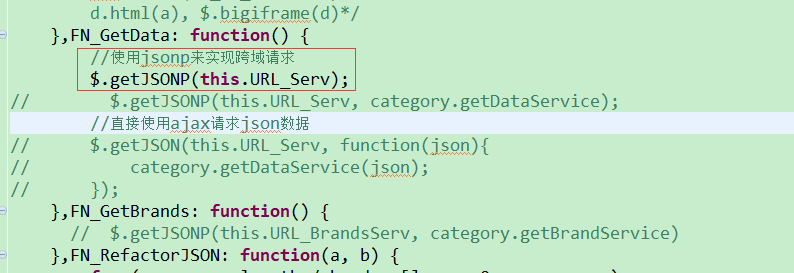 d.html(a), $.bigiframe(d)*/
},FN_GetData: function() {
//使用jsonp来实现跨域请求
$.getJSONP(this.URL_Serv);
// $.getJSONP(this.URL_Serv, category.getDataService);
//直接使用ajax请求json数据
// $.getJSON(this.URL_Serv, function(json){
// category.getDataService(json);
// });
},FN_GetBrands: function() {
// $.getJSONP(this.URL_BrandsServ, category.getBrandService)
},FN_RefactorJSON: function(a, b) {